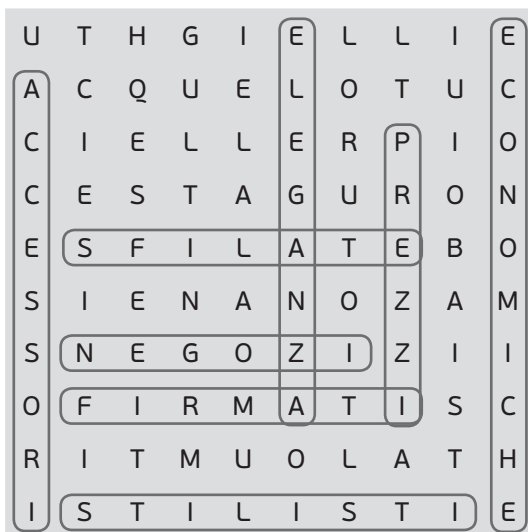 U T H G I E L L I E
A C Q U E L O T U C
C I E L L E R P I O
C E S T A G U R O N
E S F I L A T E B O
S I E N A N O Z A M
S N E G O Z I Z I I
O F I R M A T I S C
R I T M U O L A T H
I S T I L I S T I E